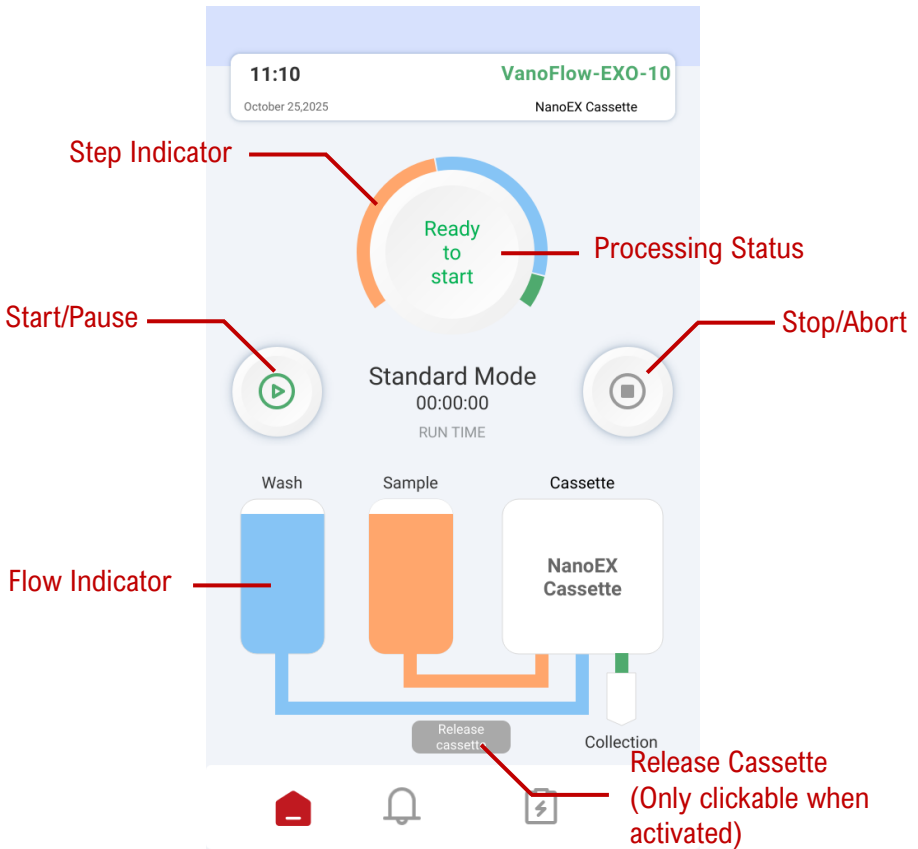 11:10
VanoFlow-EXO-10
October 25,2025
NanoEX Cassette
Step Indicator
Ready
to
start
Processing Status
Start/Pause
Stop/Abort
Standard Mode
00:00:00
RUN TIME
Wash
Sample
Cassette
NanoEX
Cassette
Flow Indicator
Release
cassette
Collection
Release Cassette
(Only clickable when
activated)